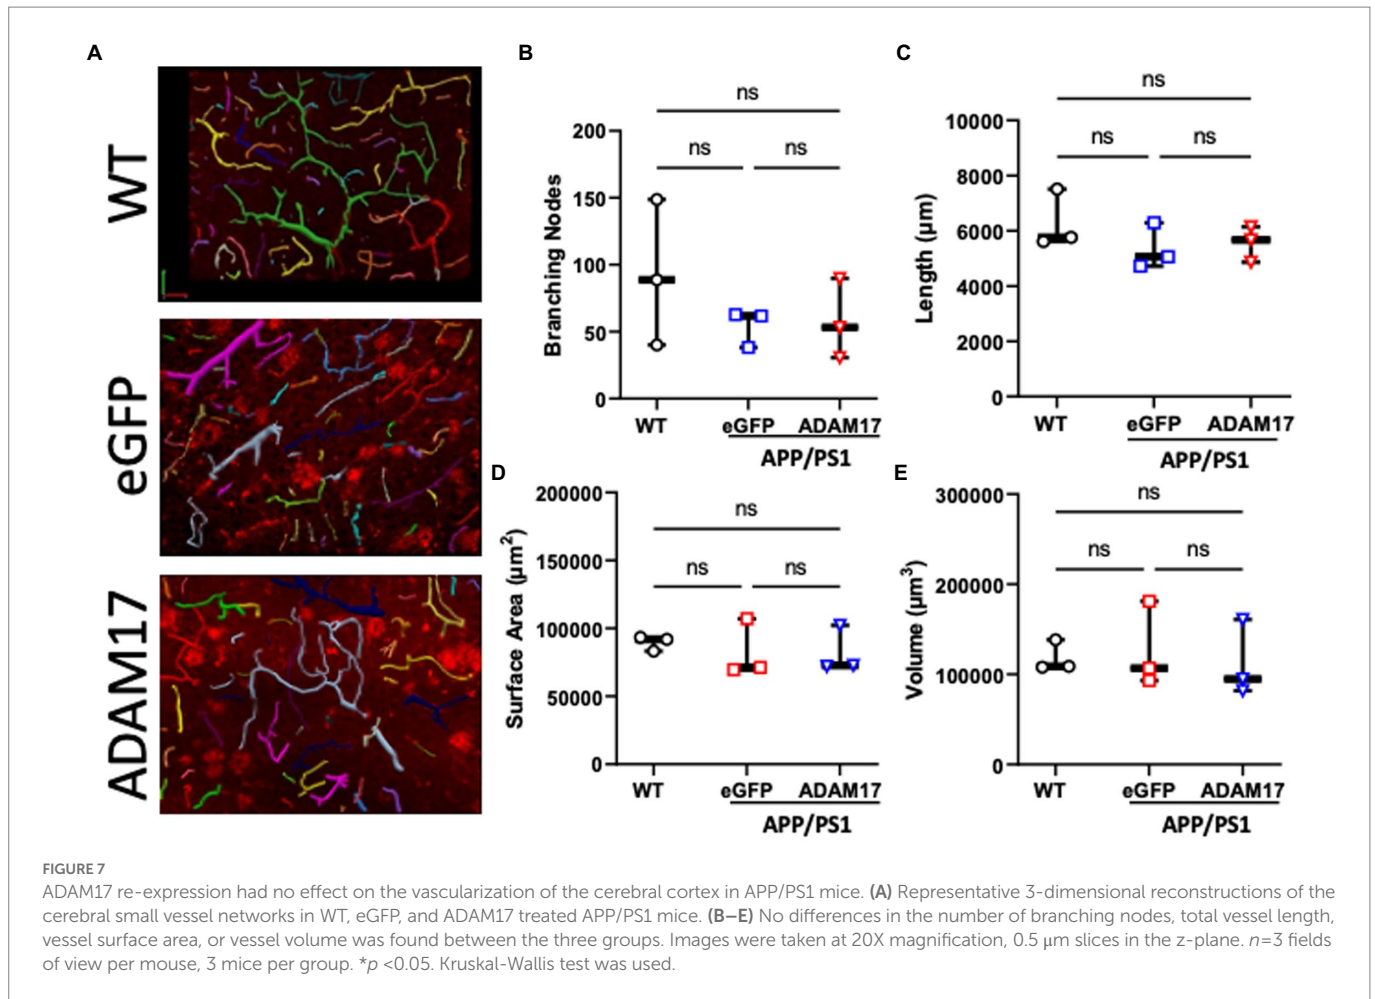 A
WT
eGFP
ADAM17
B
ns
ns
ns
200
150
100
50
0
Branching Nodes
WT
eGFP
ADAM17
APP/PS1
C
ns
ns
ns
10000
8000
6000
4000
2000
0
Length (µm)
WT
eGFP
ADAM17
APP/PS1
D
ns
ns
ns
200000
150000
100000
50000
0
Surface Area (µm²)
WT
eGFP
ADAM17
APP/PS1
E
ns
ns
ns
300000
200000
100000
0
Volume (µm³)
WT
eGFP
ADAM17
APP/PS1
FIGURE 7
ADAM17 re-expression had no effect on the vascularization of the cerebral cortex in APP/PS1 mice. (A) Representative 3-dimensional reconstructions of the
cerebral small vessel networks in WT, eGFP, and ADAM17 treated APP/PS1 mice. (B–E) No differences in the number of branching nodes, total vessel length,
vessel surface area, or vessel volume was found between the three groups. Images were taken at 20X magnification, 0.5 µm slices in the z-plane. n=3 fields
of view per mouse, 3 mice per group. *p <0.05. Kruskal-Wallis test was used.